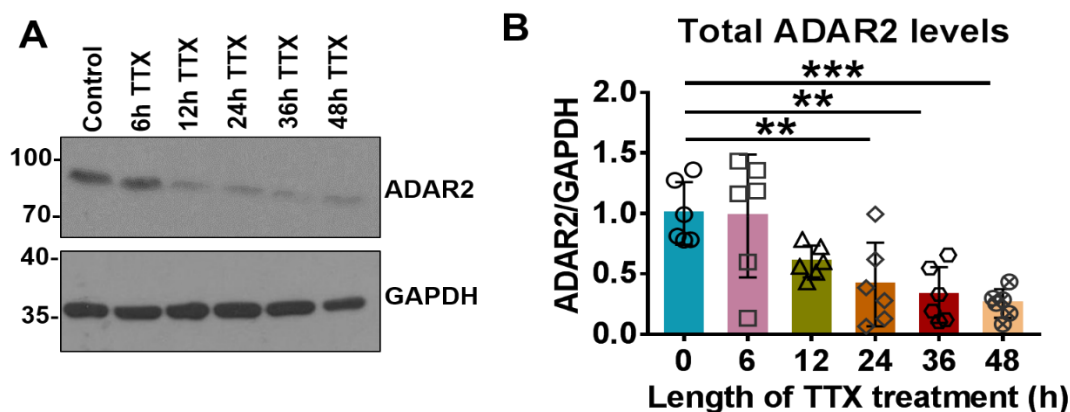 A
Control
6h TTX
12h TTX
24h TTX
36h TTX
48h TTX
100-
70-
ADAR2
40-
35-
GAPDH
B
Total ADAR2 levels
***
**
**
ADAR2/GAPDH
2.0
1.5
1.0
0.5
0.0
0 6 12 24 36 48
Length of TTX treatment (h)